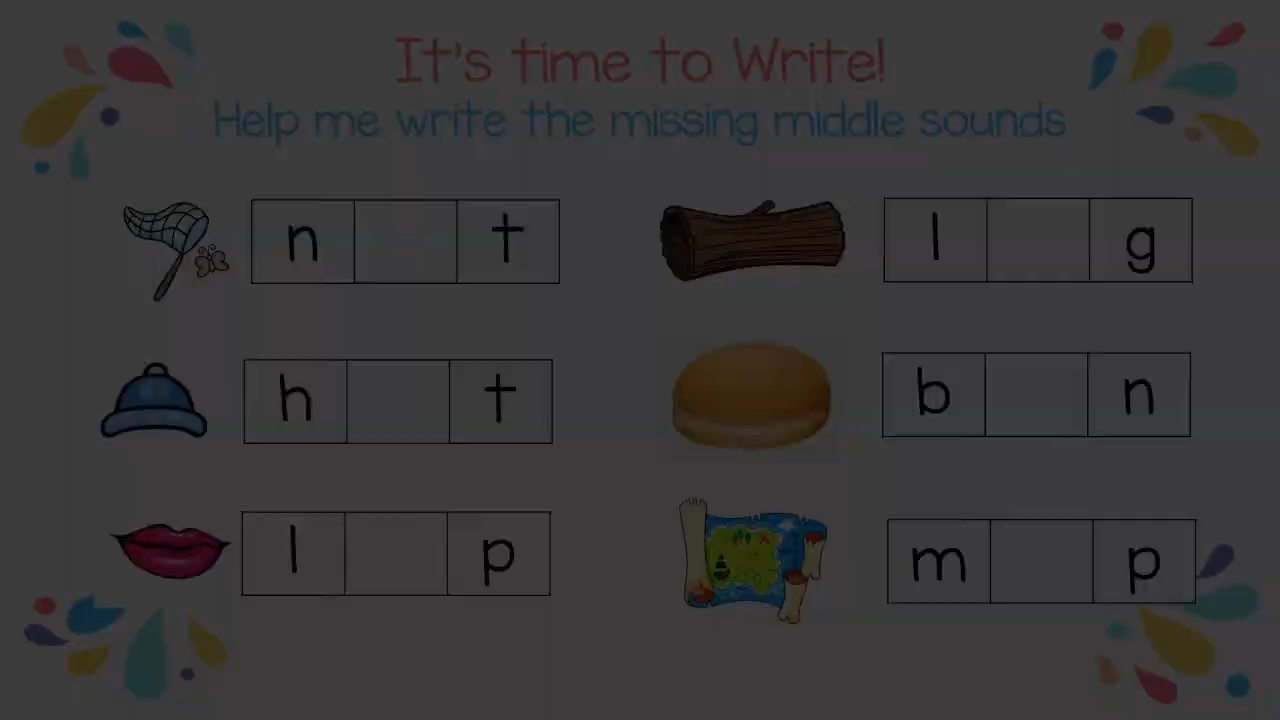 It's time to Write!
Help me write the missing middle sounds
n t
l g
h t
b n
l p
m p